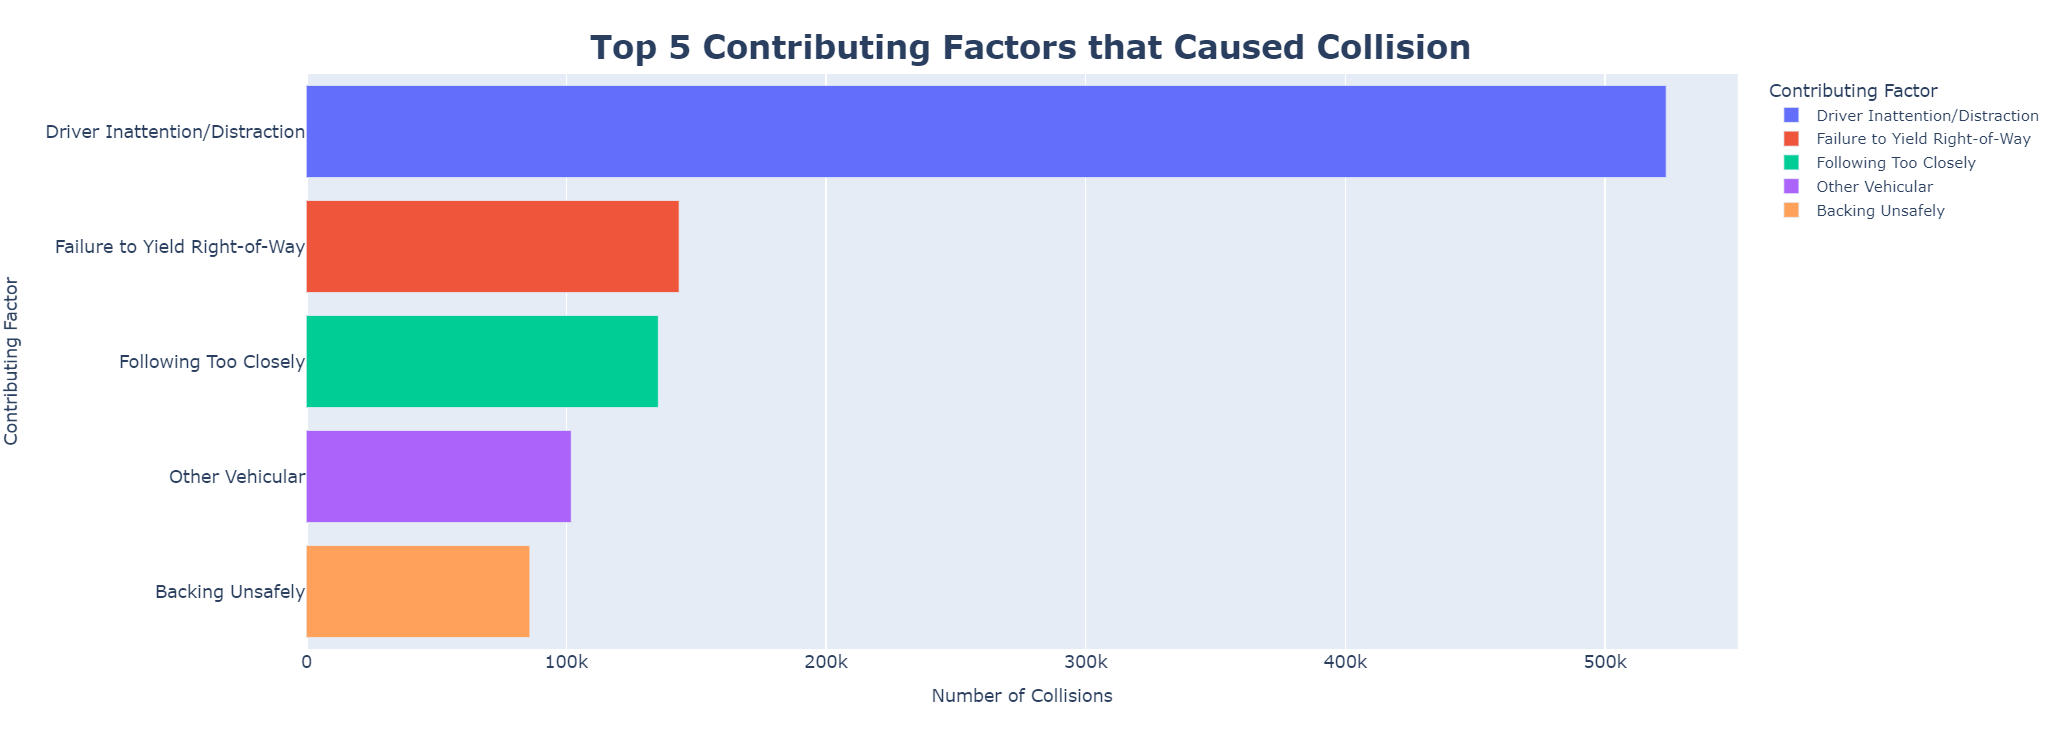 Top 5 Contributing Factors that Caused Collision
Contributing Factor
Driver Inattention/Distraction
Failure to Yield Right-of-Way
Following Too Closely
Other Vehicular
Backing Unsafely
0
100k
200k
300k
400k
500k
Number of Collisions
Contributing Factor
Driver Inattention/Distraction
Failure to Yield Right-of-Way
Following Too Closely
Other Vehicular
Backing Unsafely